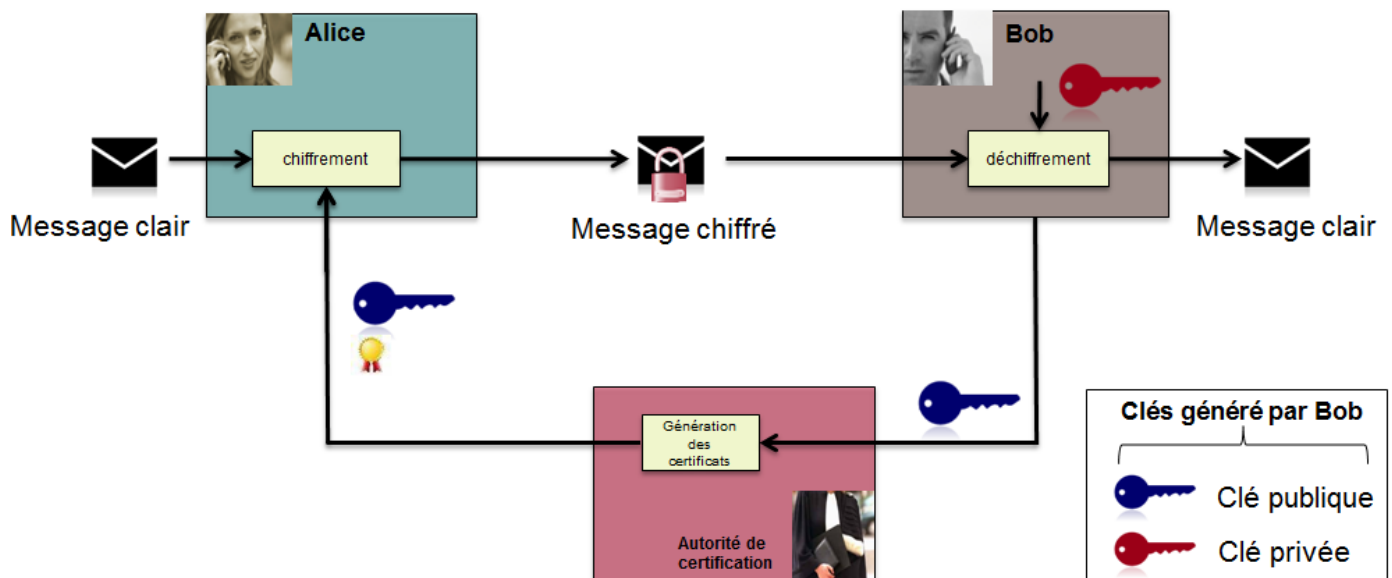 Alice
Bob
chiffrement
déchiffrement
Message clair
Message chiffré
Message clair
Génération
des
certificats
Autorité de
certification
Clés généré par Bob
Clé publique
Clé privée